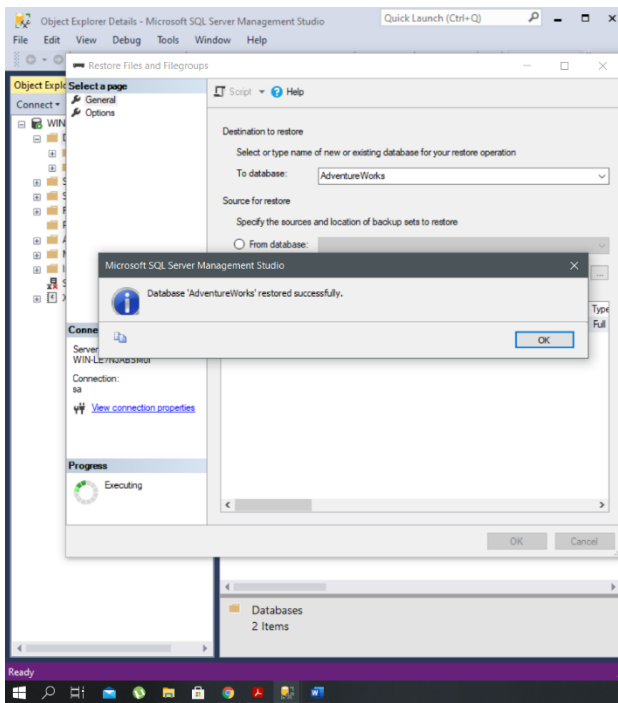 Object Explorer Details - Microsoft SQL Server Management Studio
Quick Launch (Ctrl+Q)
File Edit View Debug Tools Window Help
Restore Files and Filegroups
Object Explo
Connect
WIN
Select a page
General
Options
Script Help
Destination to restore
Select or type name of new or existing database for your restore operation
To database: AdventureWorks
Source for restore
Specify the sources and location of backup sets to restore
From database:
...
Type
Full
Microsoft SQL Server Management Studio
Database 'AdventureWorks' restored successfully.
OK
Conne
Server
Connection:
sa
View connection properties
Progress
Executing
OK Cancel
Databases
2 Items
Ready